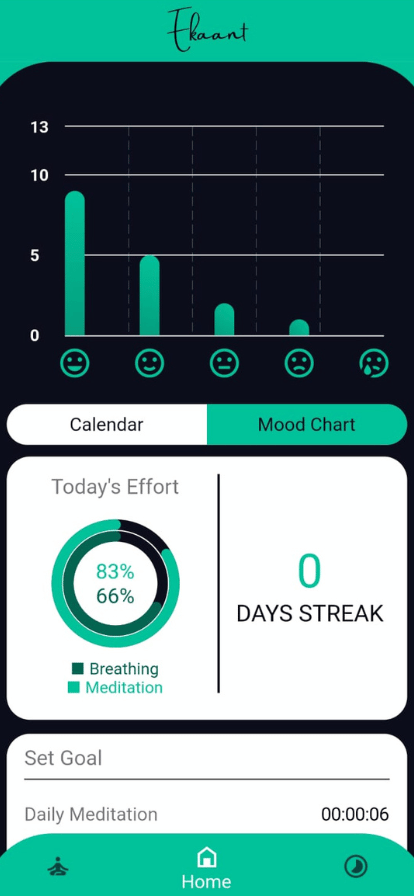 Ekaant
13
10
5
0
Calendar
Mood Chart
Today's Effort
83%
66%
Breathing
Meditation
0
DAYS STREAK
Set Goal
Daily Meditation 00:00:06
Home